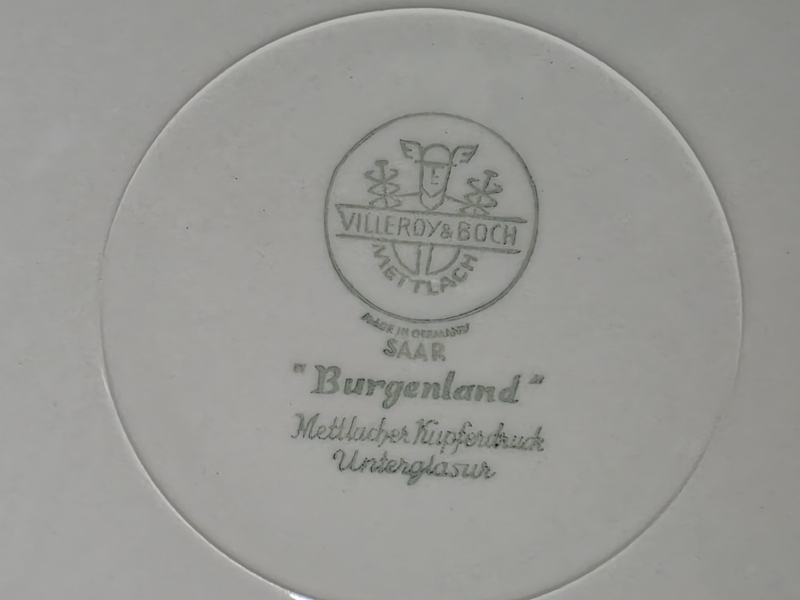 VILLEROY & BOCH
METTLACH
MADE IN GERMANY
SAAR
"Burgenland"
Mettlacher Kupferdruck
Unterglasur